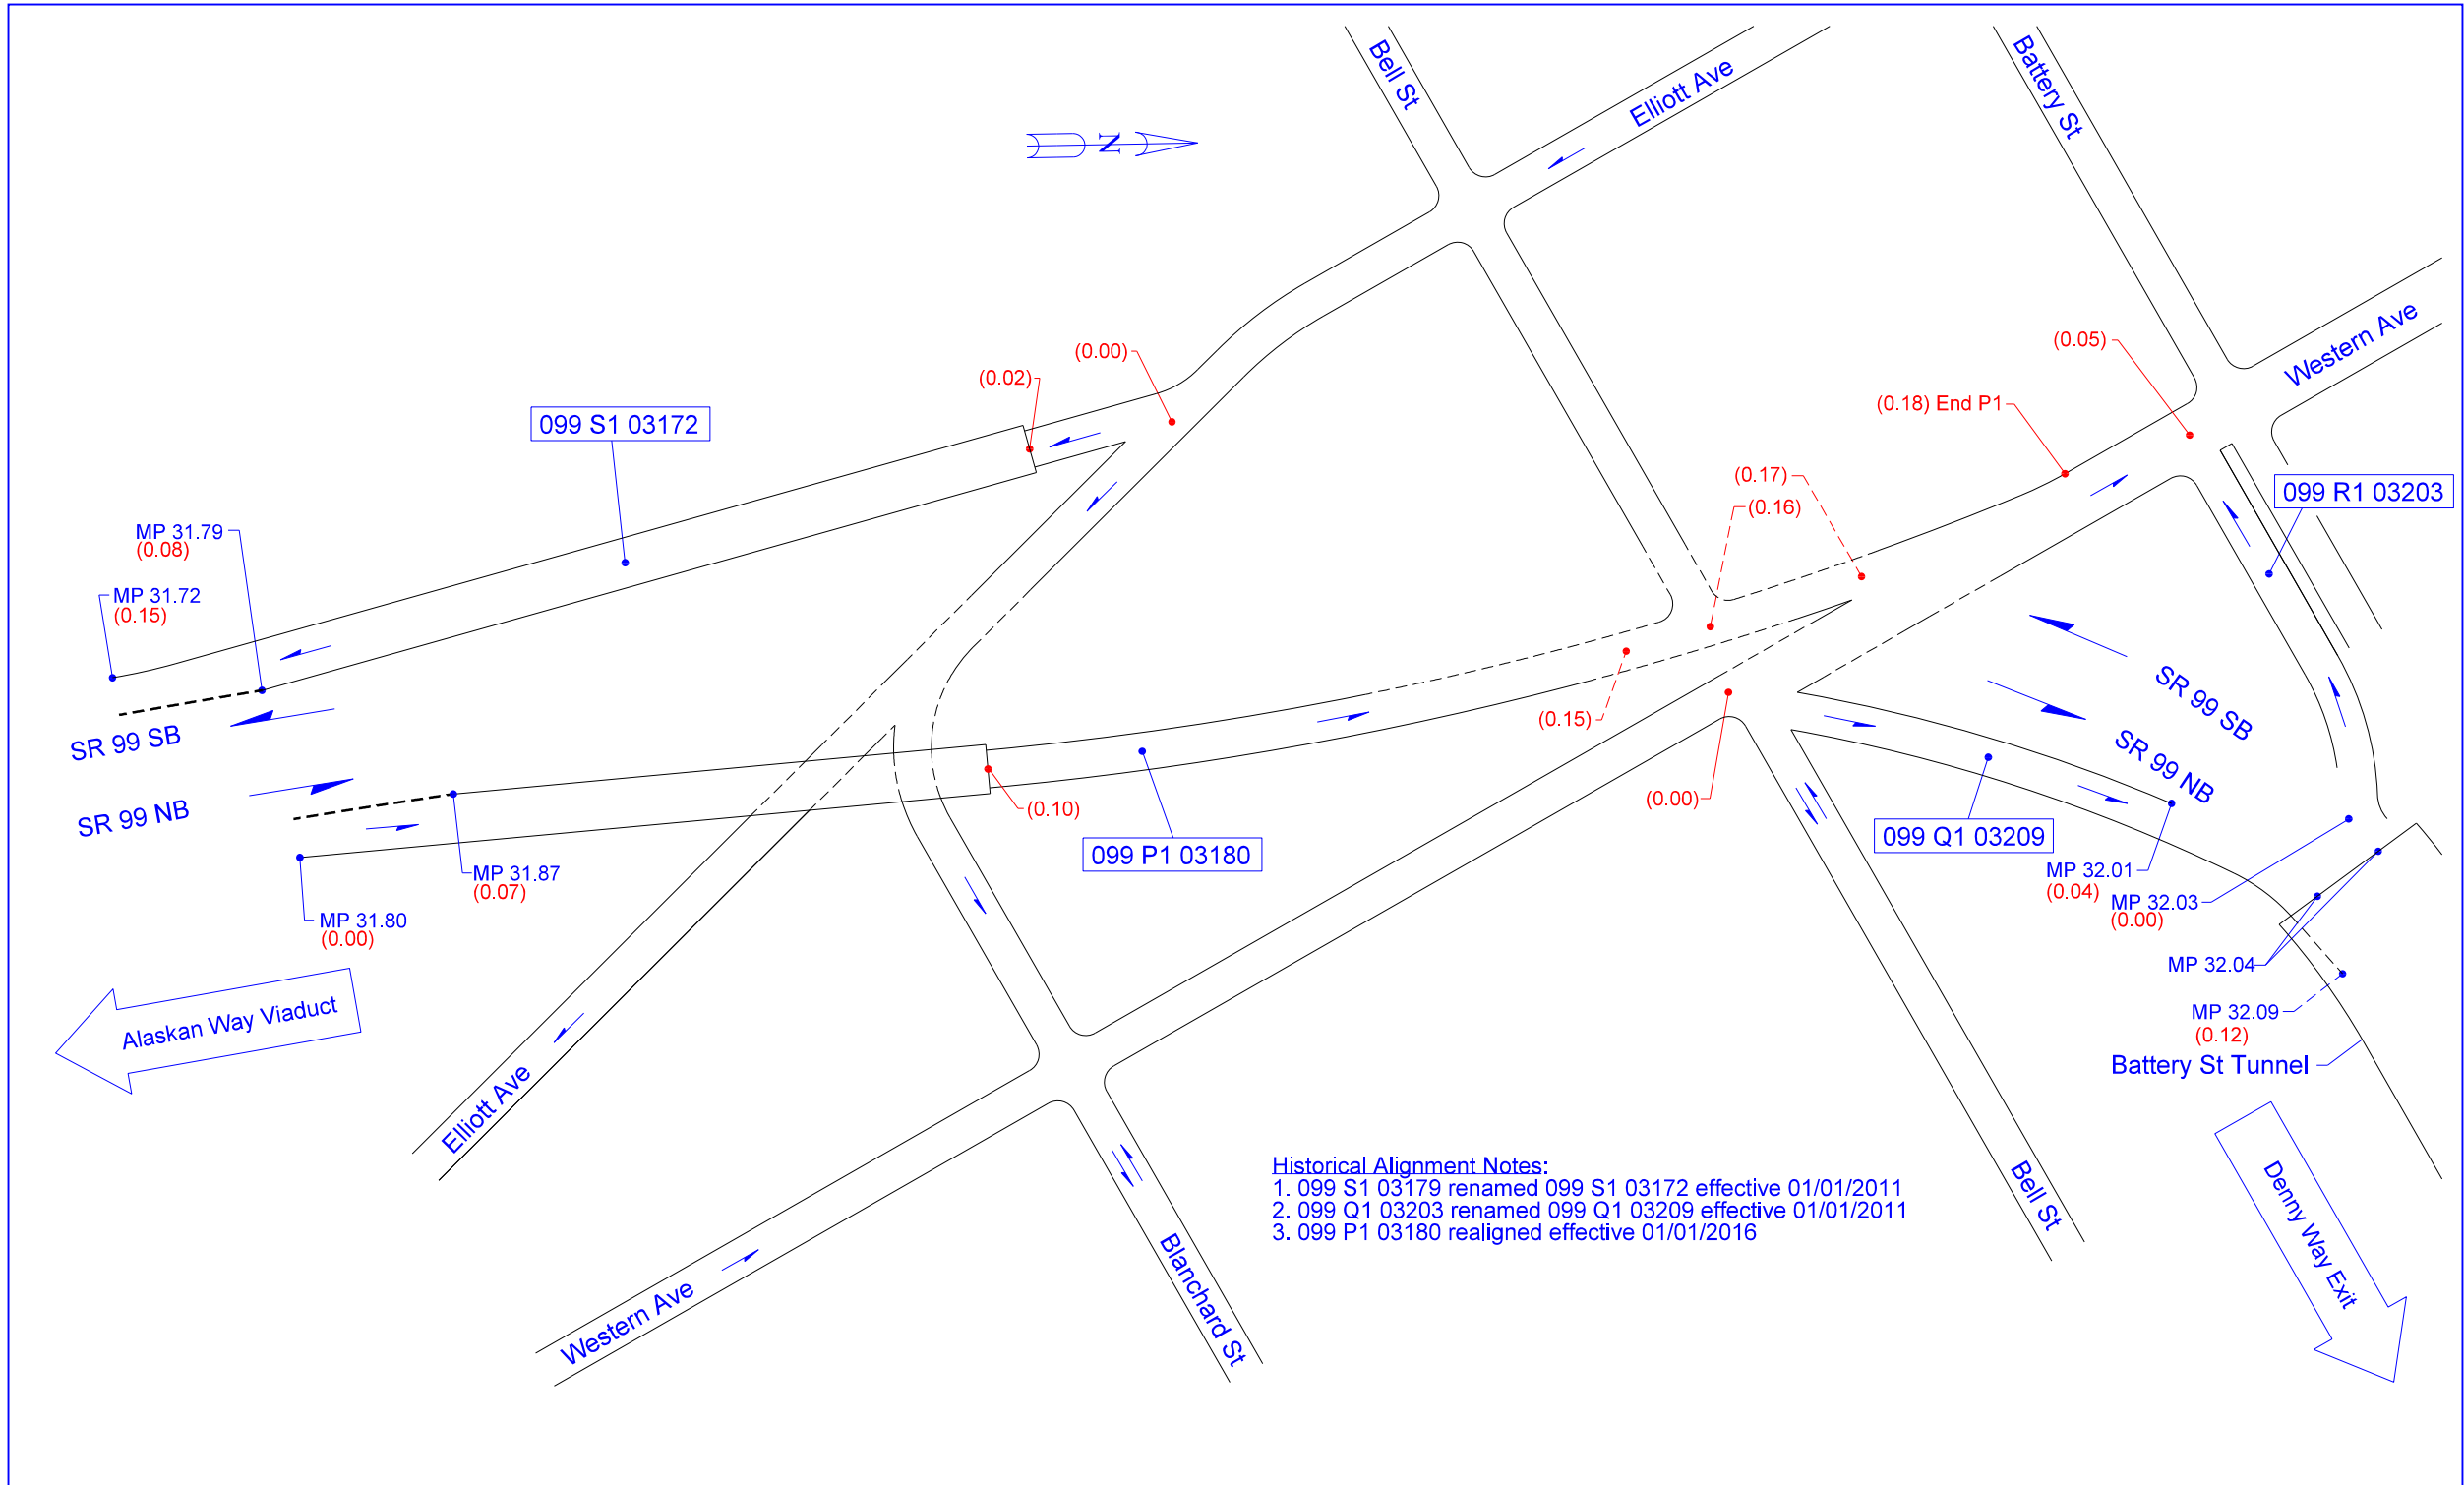 Bell St
Elliott Ave
Battery St
N
Western Ave
(0.05)
(0.00)
(0.02)
(0.18) End P1
099 S1 03172
(0.17)
(0.16)
099 R1 03203
MP 31.79
(0.08)
MP 31.72
(0.15)
SR 99 SB
SR 99 NB
(0.15)
SR 99 SB
SR 99 NB
(0.00)
(0.10)
099 P1 03180
099 Q1 03209
MP 31.87
(0.07)
MP 31.80
(0.00)
MP 32.01
(0.04)
MP 32.03
(0.00)
MP 32.04
MP 32.09
(0.12)
Battery St Tunnel
Alaskan Way Viaduct
Elliott Ave
Western Ave
Blanchard St
Bell St
Denny Way Exit
Historical Alignment Notes:
1. 099 S1 03179 renamed 099 S1 03172 effective 01/01/2011
2. 099 Q1 03203 renamed 099 Q1 03209 effective 01/01/2011
3. 099 P1 03180 realigned effective 01/01/2016